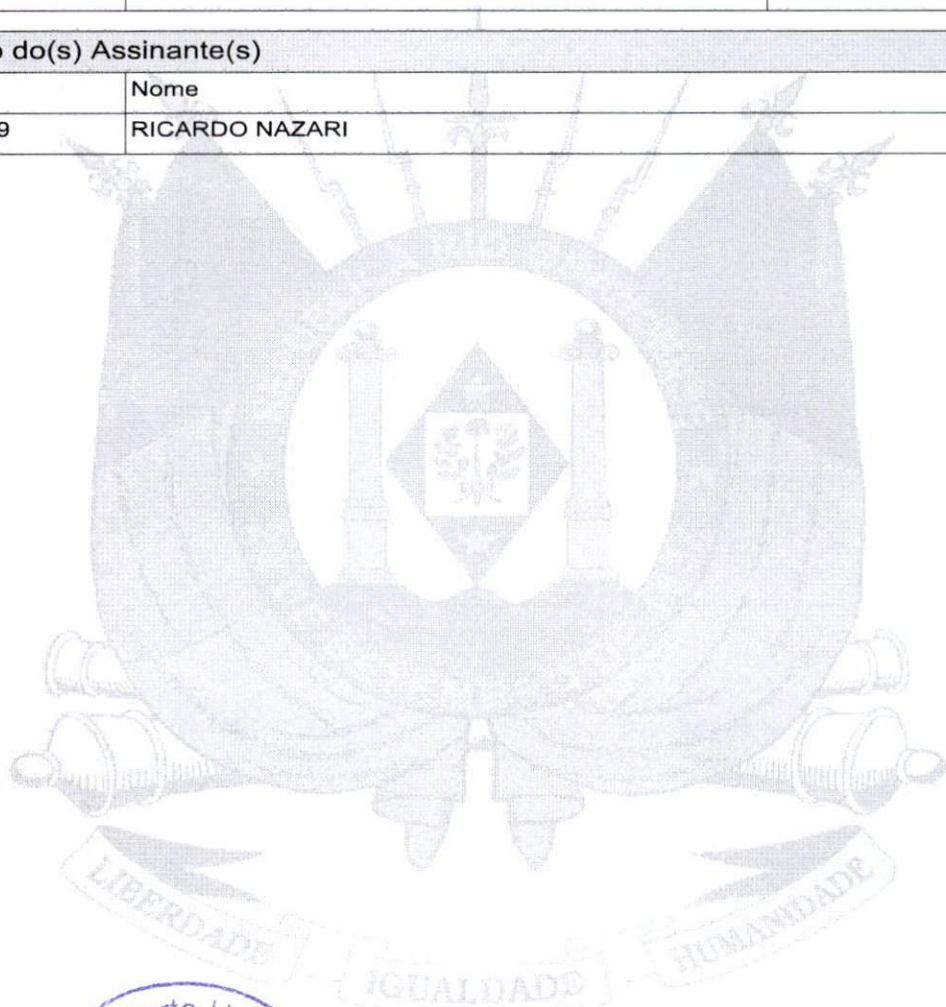 do(s) Assinante(s)
Nome
9
RICARDO NAZARI
LIBERDADE
IGUALDADE
HUMANIDADE